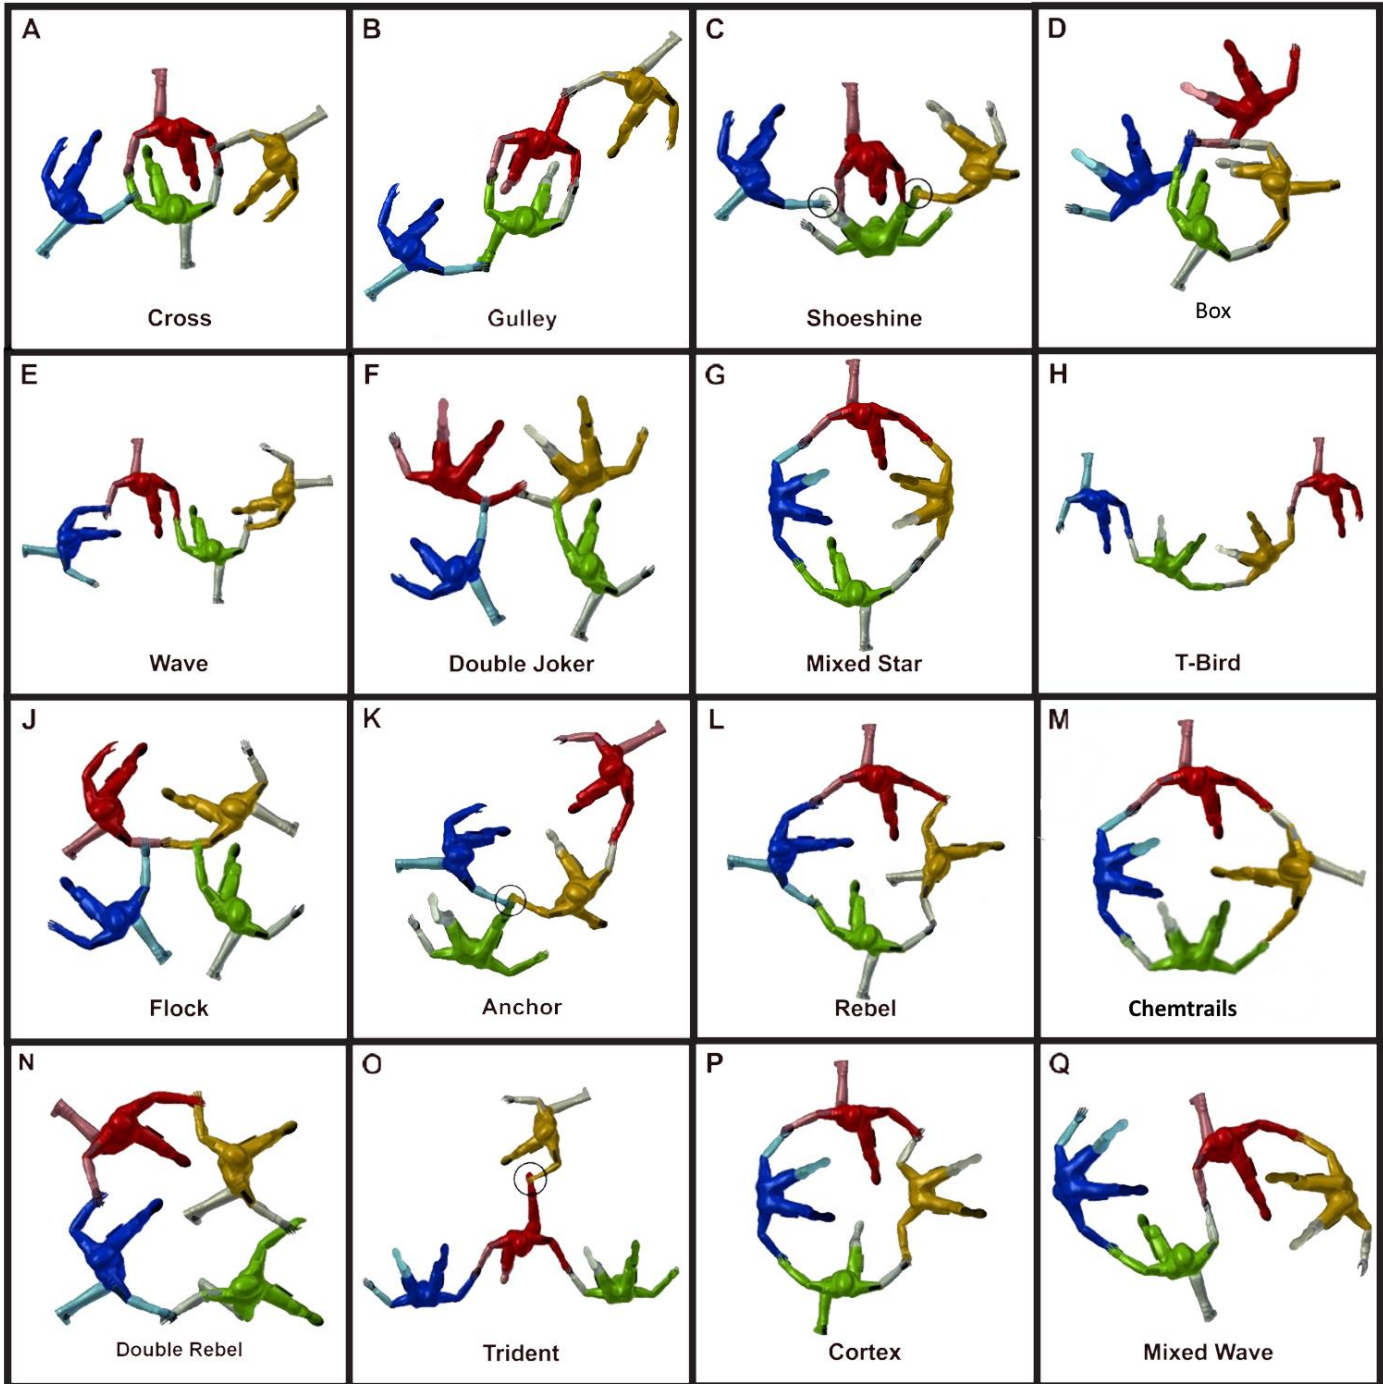 A
Cross
B
Gulley
C
Shoeshine
D
Box
E
Wave
F
Double Joker
G
Mixed Star
H
T-Bird
J
Flock
K
Anchor
L
Rebel
M
Chemtrails
N
Double Rebel
O
Trident
P
Cortex
Q
Mixed Wave